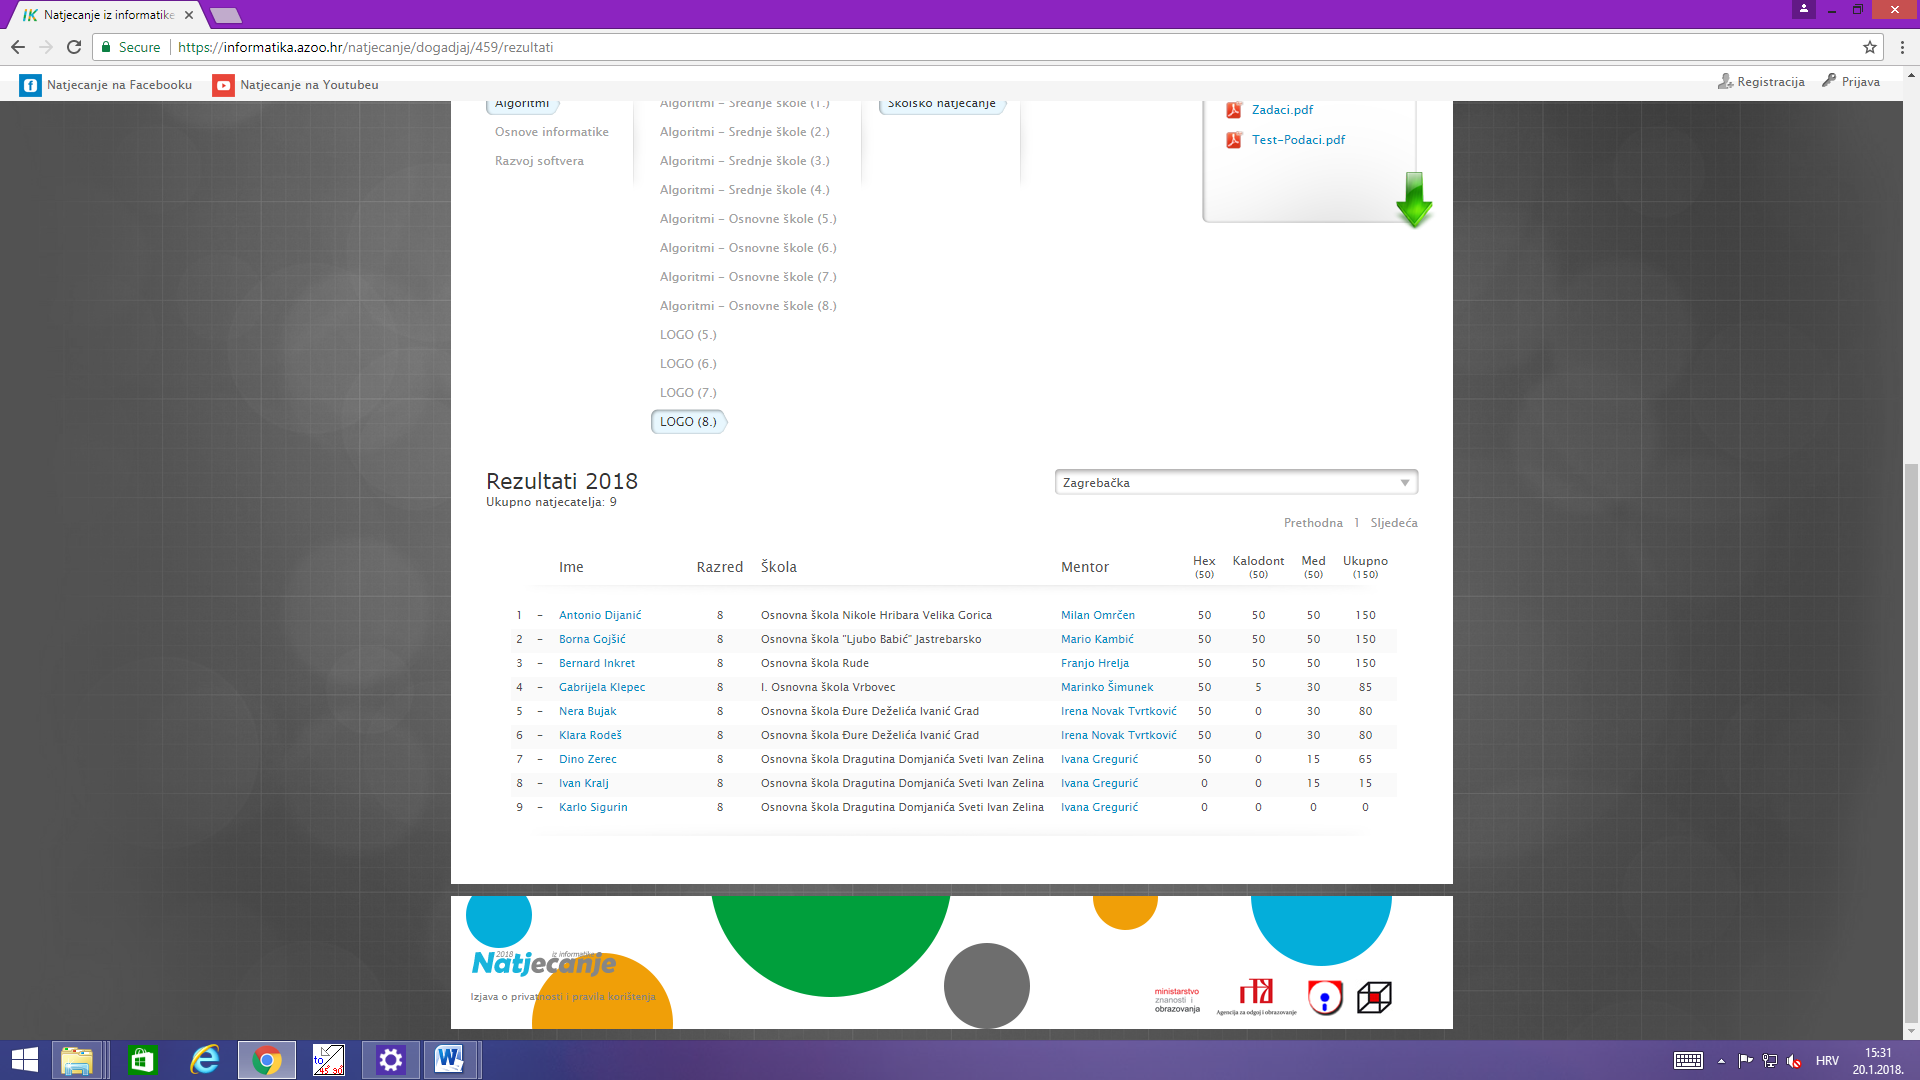 Natjecanje iz informatike
Secure
https://informatika.azoo.hr/natjecanje/dogadjaj/459/rezultati
Natjecanje na Facebooku
Natjecanje na Youtubeu
Registracija
Prijava
Algoritmi
Osnove informatike
Razvoj softvera
Algoritmi - Srednje škole (1.)
Algoritmi - Srednje škole (2.)
Algoritmi - Srednje škole (3.)
Algoritmi - Srednje škole (4.)
Algoritmi - Osnovne škole (5.)
Algoritmi - Osnovne škole (6.)
Algoritmi - Osnovne škole (7.)
Algoritmi - Osnovne škole (8.)
LOGO (5.)
LOGO (6.)
LOGO (7.)
LOGO (8.)
Školsko natjecanje
Zadaci.pdf
Test-Podaci.pdf
Rezultati 2018
Ukupno natjecatelja: 9
Zagrebačka
Prethodna 1 Sljedeća
Ime Razred Škola Mentor Hex (50) Kalodont (50) Med (50) Ukupno (150)
1 - Antonio Dijanić 8 Osnovna škola Nikole Hribara Velika Gorica Milan Omrčen 50 50 50 150
2 - Borna Gojšić 8 Osnovna škola "Ljubo Babić" Jastrebarsko Mario Kambić 50 50 50 150
3 - Bernard Inkret 8 Osnovna škola Rude Franjo Hrelja 50 50 50 150
4 - Gabrijela Klepec 8 I. Osnovna škola Vrbovec Marinko Šimunek 50 5 30 85
5 - Nera Bujak 8 Osnovna škola Đure Deželića Ivanić Grad Irena Novak Tvrtković 50 0 30 80
6 - Klara Rodeš 8 Osnovna škola Đure Deželića Ivanić Grad Irena Novak Tvrtković 50 0 30 80
7 - Dino Zerec 8 Osnovna škola Dragutina Domjanića Sveti Ivan Zelina Ivana Gregurić 50 0 15 65
8 - Ivan Kralj 8 Osnovna škola Dragutina Domjanića Sveti Ivan Zelina Ivana Gregurić 0 0 15 15
9 - Karlo Sigurin 8 Osnovna škola Dragutina Domjanića Sveti Ivan Zelina Ivana Gregurić 0 0 0 0
2018 iz informatike
Natjecanje
Izjava o privatnosti i pravila korištenja
ministarstvo
znanosti i
obrazovanja
Agencija za odgoj i obrazovanje
to
45 90
HRV
15:31
20.1.2018.